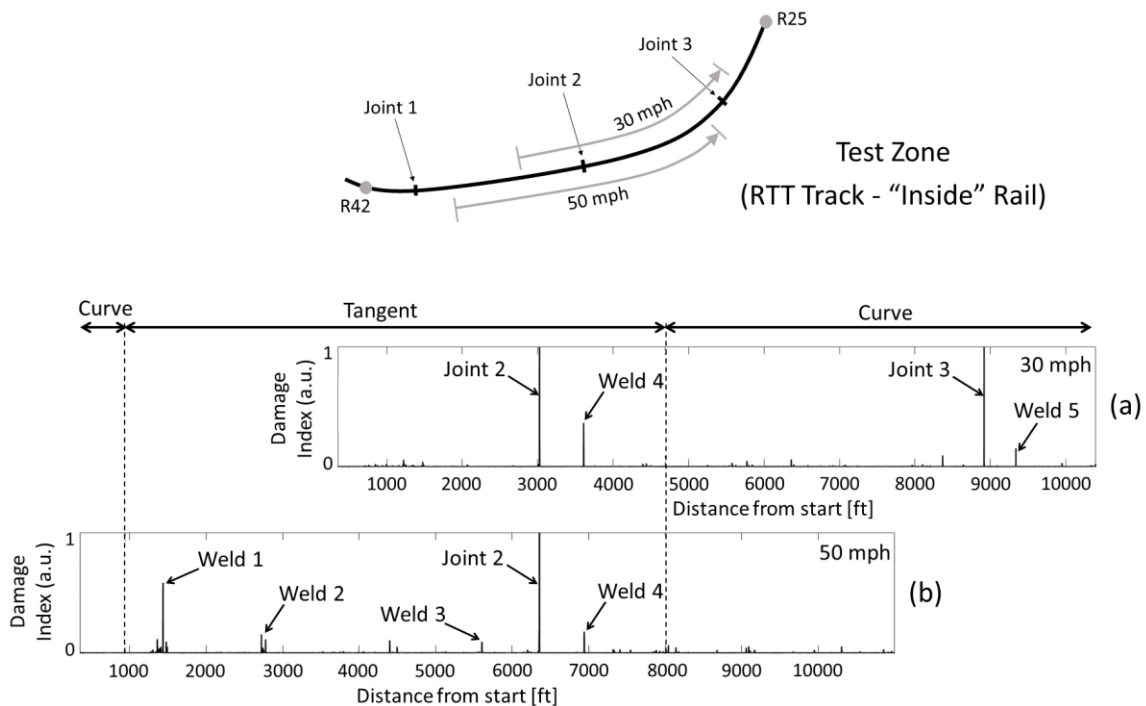 R25
Joint 3
Joint 2
Joint 1
30 mph
50 mph
R42
Test Zone
(RTT Track - “Inside” Rail)
Curve
Tangent
Curve
1
0
Damage
Index (a.u.)
Joint 2
Weld 4
Joint 3
30 mph
Weld 5
(a)
1000 2000 3000 4000 5000 6000 7000 8000 9000 10000
Distance from start [ft]
1
0
Damage
Index (a.u.)
Weld 1
Weld 2
Weld 3
Joint 2
Weld 4
50 mph
(b)
1000 2000 3000 4000 5000 6000 7000 8000 9000 10000
Distance from start [ft]